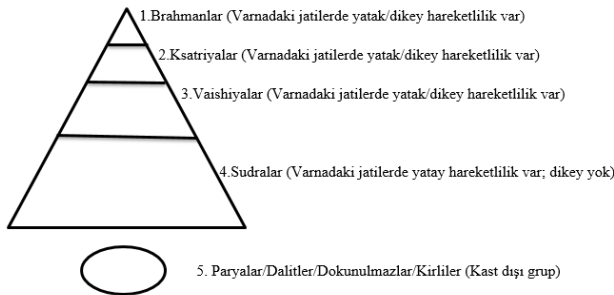 1.Brahmanlar (Varnadaki jatilerde yatak/dikey hareketlilik var)
2.Ksatriyalar (Varnadaki jatilerde yatak/dikey hareketlilik var)
3.Vaishiyalar (Varnadaki jatilerde yatak/dikey hareketlilik var)
4.Sudralar (Varnadaki jatilerde yatay hareketlilik var; dikey yok)
5. Paryalar/Dalitler/Dokunulmazlar/Kirliler (Kast dışı grup)